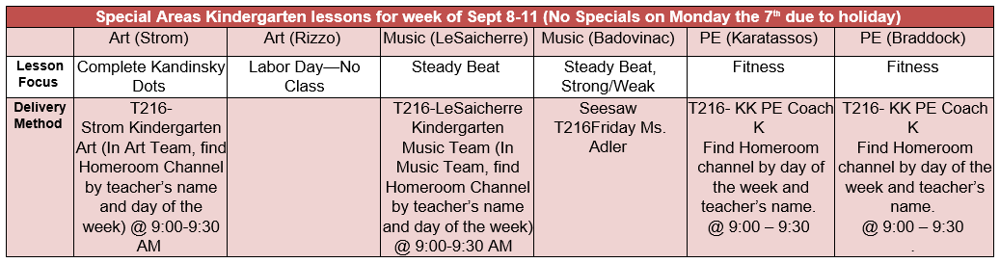 Special Areas Kindergarten lessons for week of Sept 8-11 (No Specials on Monday the 7th due to holiday)
Art (Strom)
Art (Rizzo)
Music (LeSaicherre)
Music (Badovinac)
PE (Karatassos)
PE (Braddock)
Lesson
Focus
Complete Kandinsky
Dots
Labor Day—No
Class
Steady Beat
Steady Beat,
Strong/Weak
Fitness
Fitness
Delivery
Method
T216-
Strom Kindergarten
Art (In Art Team, find
Homeroom Channel
by teacher’s name
and day of the
week) @ 9:00-9:30
AM
T216-LeSaicherre
Kindergarten
Music Team (In
Music Team, find
Homeroom Channel
by teacher’s name
and day of the week)
@ 9:00-9:30 AM
Seesaw
T216Friday Ms.
Adler
T216- KK PE Coach
K
Find Homeroom
channel by day of
the week and
teacher’s name.
@ 9:00 – 9:30
T216- KK PE Coach
K
Find Homeroom
channel by day of the
week and teacher’s
name.
@ 9:00 – 9:30
.